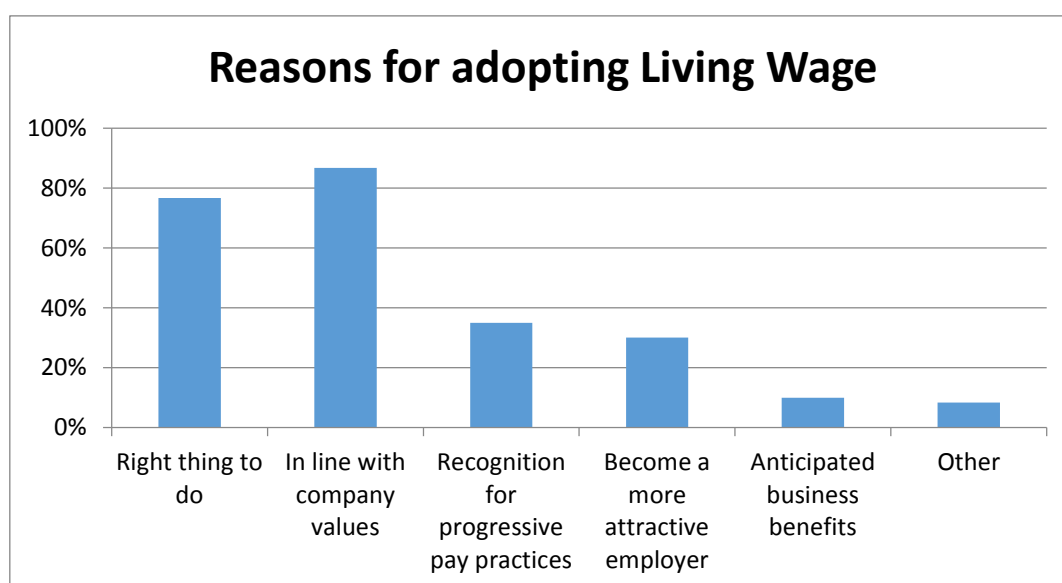 Reasons for adopting Living Wage
100%
80%
60%
40%
20%
0%
Right thing to
do
In line with
company
values
Recognition
for
progressive
pay practices
Become a
more
attractive
employer
Anticipated
business
benefits
Other